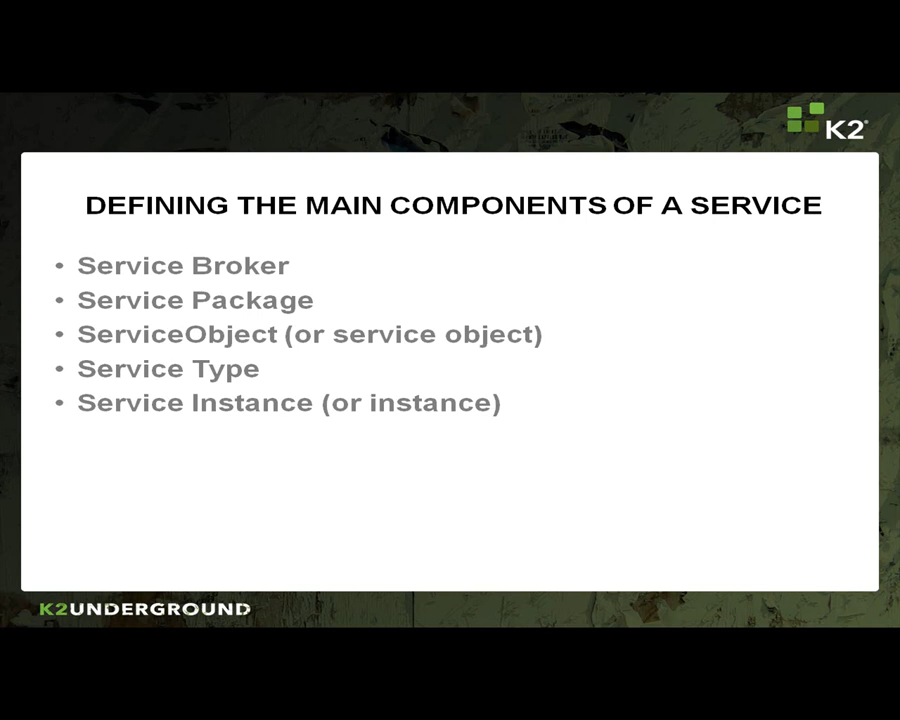 K2
DEFINING THE MAIN COMPONENTS OF A SERVICE
• Service Broker
• Service Package
• ServiceObject (or service object)
• Service Type
• Service Instance (or instance)
K2UNDERGROUND